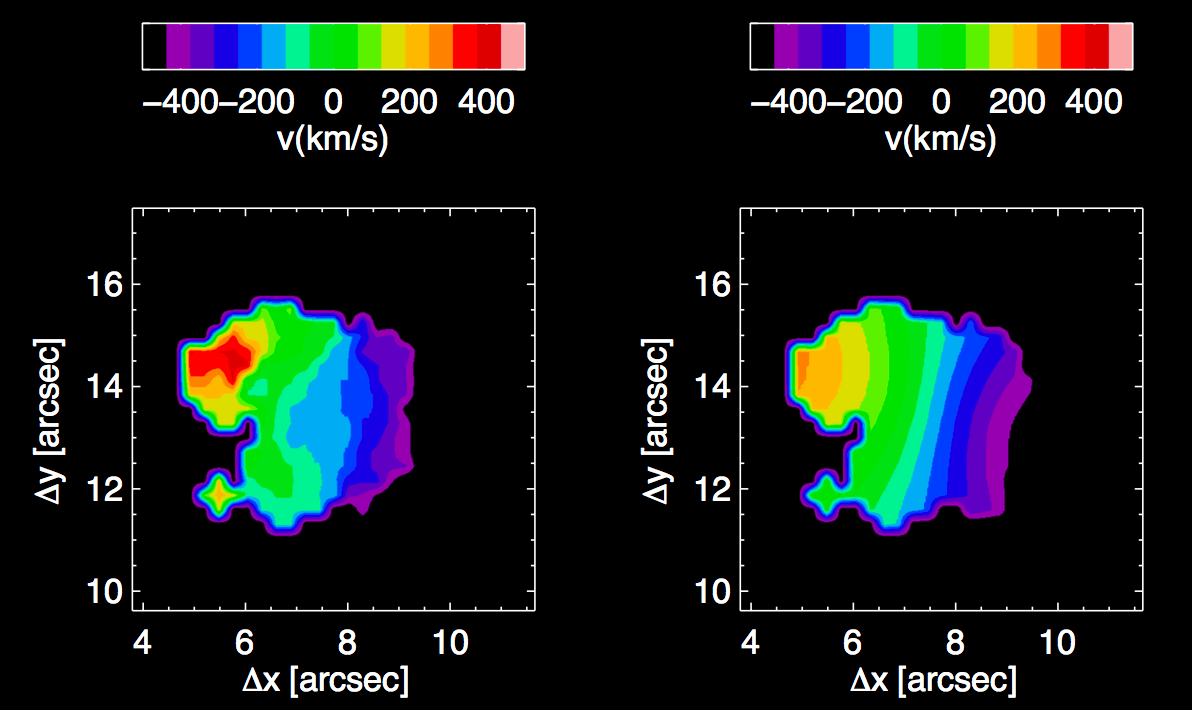 −400−200 0 200 400 −400−200 0 200 400
v(km/s) v(km/s)
16 16
14 14
12 12
10 10
Δy [arcsec] Δy [arcsec]
4 6 8 10 4 6 8 10
Δx [arcsec] Δx [arcsec]